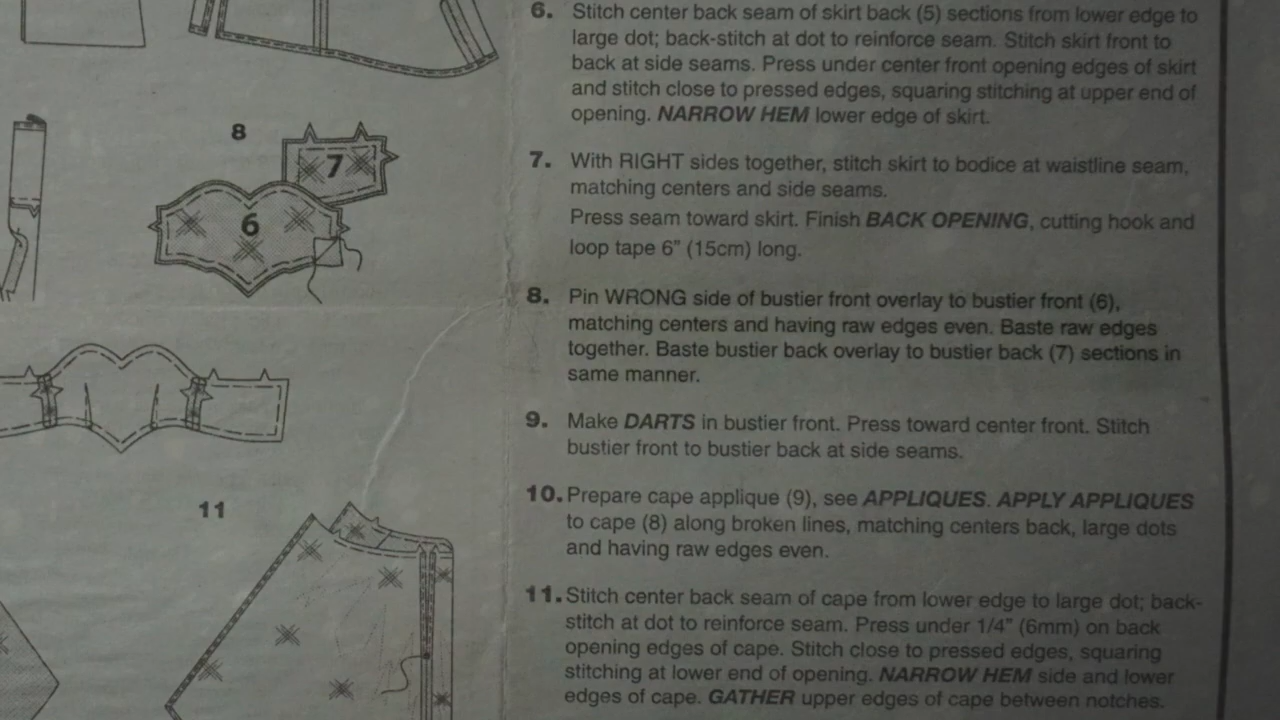 6. Stitch center back seam of skirt back (5) sections from lower edge to
large dot; back-stitch at dot to reinforce seam. Stitch skirt front to
back at side seams. Press under center front opening edges of skirt
and stitch close to pressed edges, squaring stitching at upper end of
opening. NARROW HEM lower edge of skirt.
7. With RIGHT sides together, stitch skirt to bodice at waistline seam,
matching centers and side seams.
Press seam toward skirt. Finish BACK OPENING, cutting hook and
loop tape 6" (15cm) long.
8. Pin WRONG side of bustier front overlay to bustier front (6),
matching centers and having raw edges even. Baste raw edges
together. Baste bustier back overlay to bustier back (7) sections in
same manner.
9. Make DARTS in bustier front. Press toward center front. Stitch
bustier front to bustier back at side seams.
10. Prepare cape applique (9), see APPLIQUES. APPLY APPLIQUES
to cape (8) along broken lines, matching centers back, large dots
and having raw edges even.
11. Stitch center back seam of cape from lower edge to large dot; back-
stitch at dot to reinforce seam. Press under 1/4" (6mm) on back
opening edges of cape. Stitch close to pressed edges, squaring
stitching at lower end of opening. NARROW HEM side and lower
edges of cape. GATHER upper edges of cape between notches.
8
7
6
11